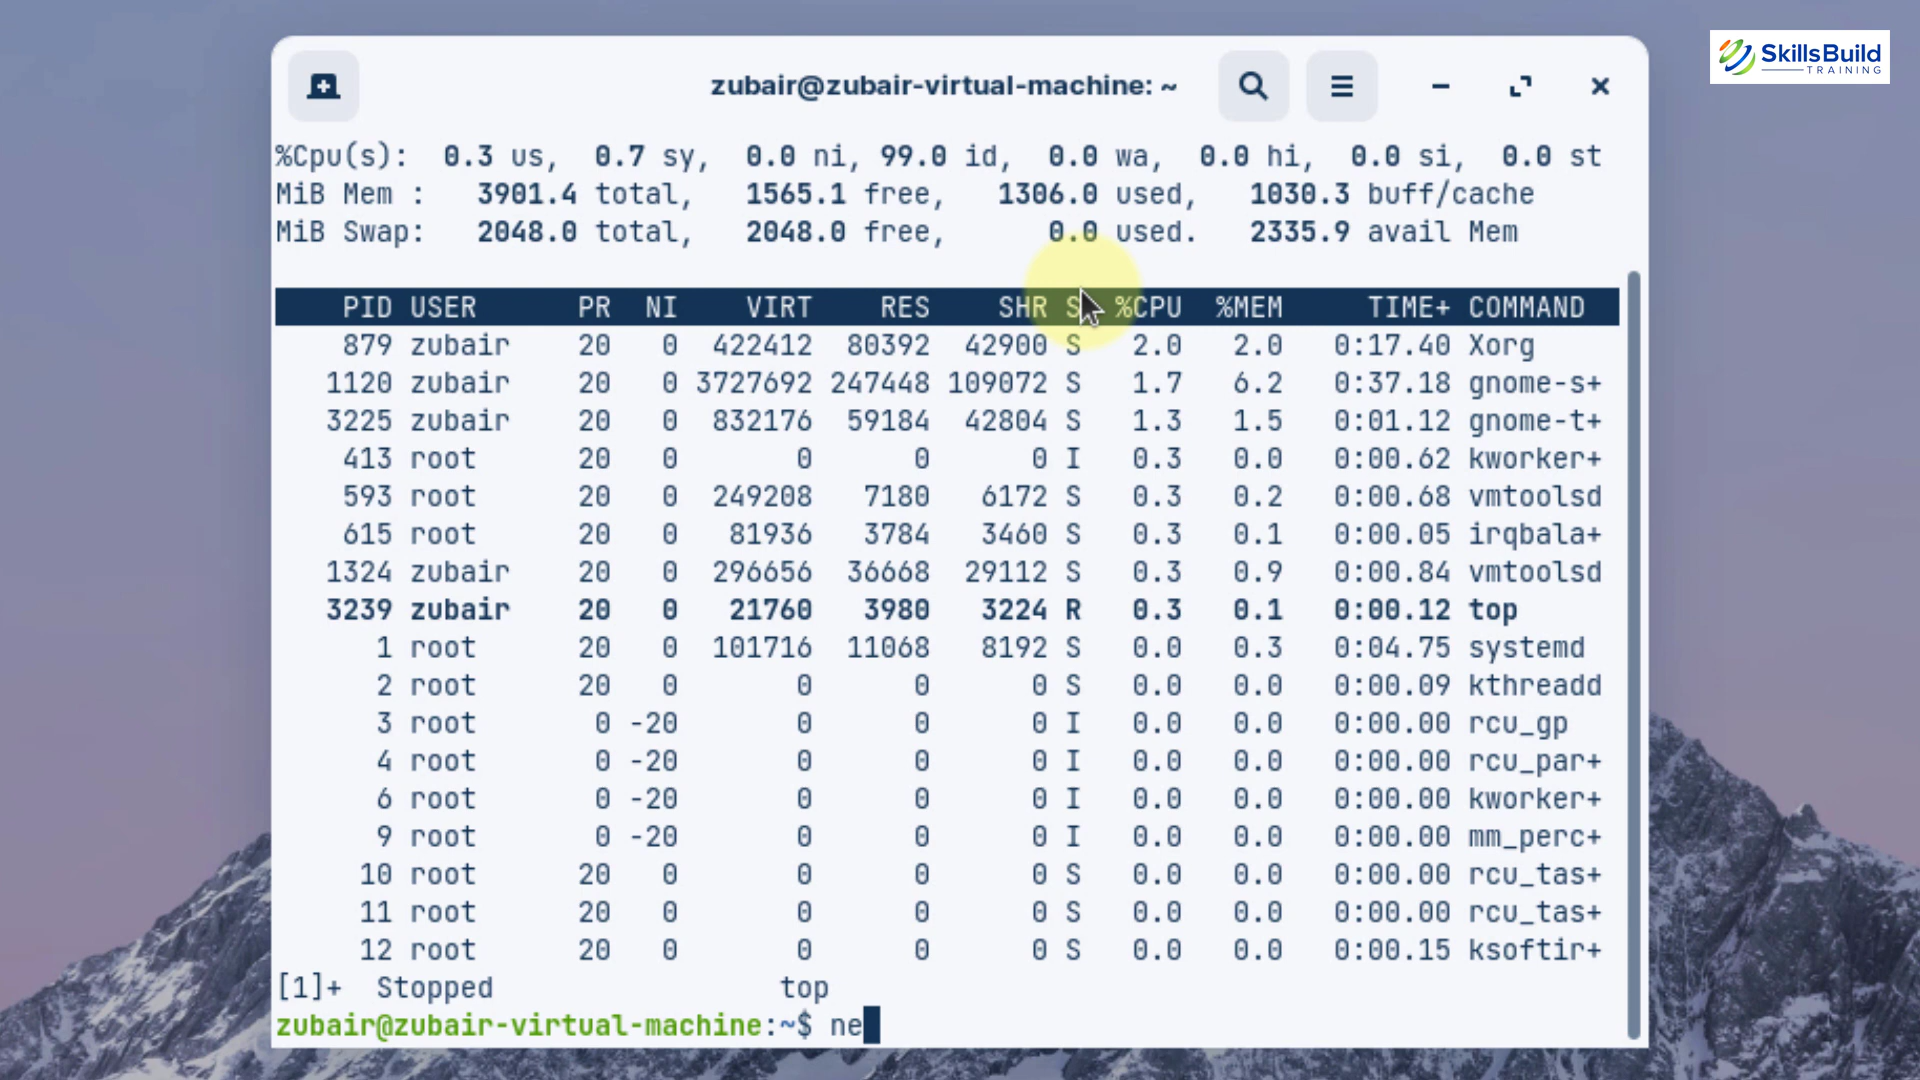 SkillsBuild
TRAINING
zubair@zubair-virtual-machine: ~
%Cpu(s):  0.3 us,  0.7 sy,  0.0 ni, 99.0 id,  0.0 wa,  0.0 hi,  0.0 si,  0.0 st
MiB Mem :   3901.4 total,   1565.1 free,   1306.0 used,   1030.3 buff/cache
MiB Swap:   2048.0 total,   2048.0 free,      0.0 used.   2335.9 avail Mem
PID USER      PR  NI    VIRT    RES    SHR S  %CPU  %MEM     TIME+ COMMAND
879 zubair    20   0  422412  80392  42900 S   2.0   2.0   0:17.40 Xorg
1120 zubair    20   0 3727692 247448 109072 S   1.7   6.2   0:37.18 gnome-s+
3225 zubair    20   0  832176  59184  42804 S   1.3   1.5   0:01.12 gnome-t+
413 root      20   0       0      0      0 I   0.3   0.0   0:00.62 kworker+
593 root      20   0  249208   7180   6172 S   0.3   0.2   0:00.68 vmtoolsd
615 root      20   0   81936   3784   3460 S   0.3   0.1   0:00.05 irqbala+
1324 zubair    20   0  296656  36668  29112 S   0.3   0.9   0:00.84 vmtoolsd
3239 zubair    20   0   21760   3980   3224 R   0.3   0.1   0:00.12 top
1 root      20   0  101716  11068   8192 S   0.0   0.3   0:04.75 systemd
2 root      20   0       0      0      0 S   0.0   0.0   0:00.09 kthreadd
3 root       0 -20       0      0      0 I   0.0   0.0   0:00.00 rcu_gp
4 root       0 -20       0      0      0 I   0.0   0.0   0:00.00 rcu_par+
6 root       0 -20       0      0      0 I   0.0   0.0   0:00.00 kworker+
9 root       0 -20       0      0      0 I   0.0   0.0   0:00.00 mm_perc+
10 root      20   0       0      0      0 S   0.0   0.0   0:00.00 rcu_tas+
11 root      20   0       0      0      0 S   0.0   0.0   0:00.00 rcu_tas+
12 root      20   0       0      0      0 S   0.0   0.0   0:00.15 ksoftir+
[1]+  Stopped                 top
zubair@zubair-virtual-machine:~$ ne